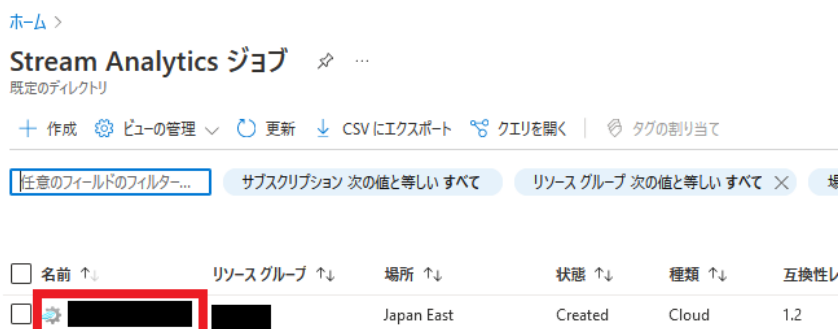 ホーム >
Stream Analytics ジョブ ...
既定のディレクトリ
+ 作成 ビューの管理 更新 CSV にエクスポート クエリを開く タグの割り当て
任意のフィールドのフィルター... サブスクリプション 次の値と等しい すべて リソース グループ 次の値と等しい すべて × 場
名前 ↑↓ リソース グループ ↑↓ 場所 ↑↓ 状態 ↑↓ 種類 ↑↓ 互換性レ
Japan East Created Cloud 1.2